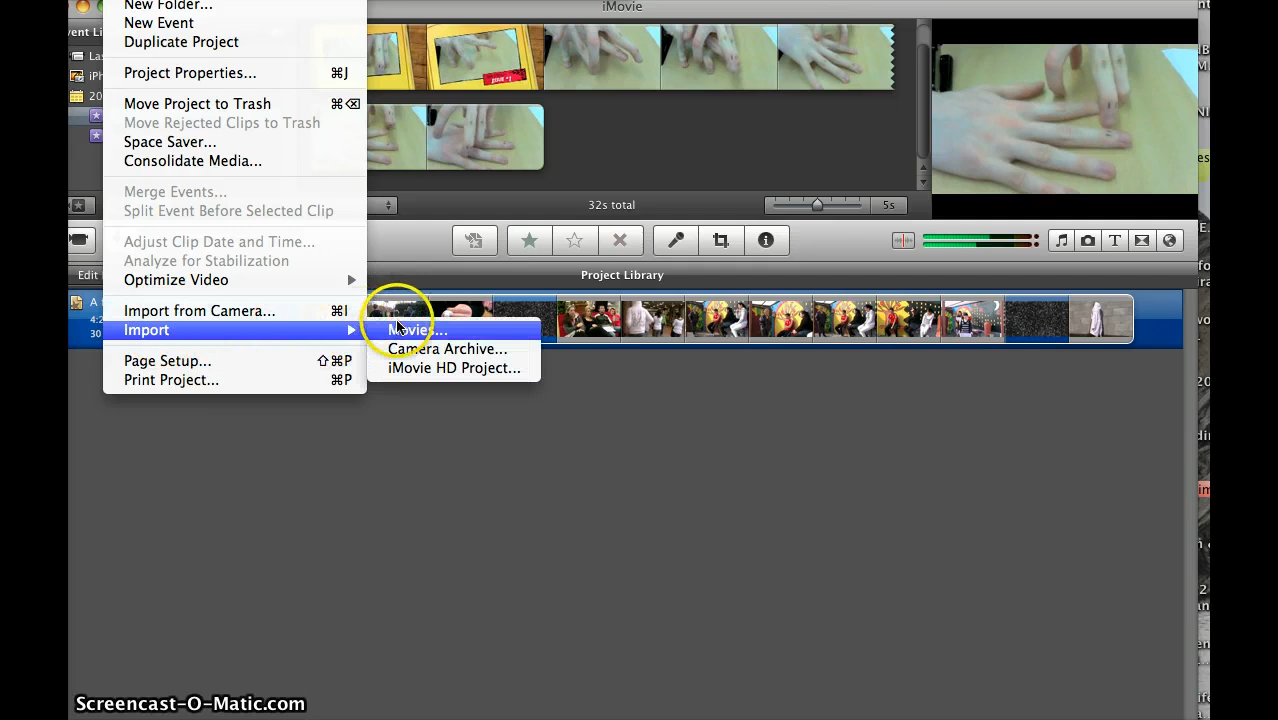 iMovie
New Folder...
New Event
Duplicate Project
Project Properties... ⌘J
Move Project to Trash ⌘⌫
Move Rejected Clips to Trash
Space Saver...
Consolidate Media...
Merge Events...
Split Event Before Selected Clip
Adjust Clip Date and Time...
Analyze for Stabilization
Optimize Video
Import from Camera... ⌘I
Import
Page Setup... ⇧⌘P
Print Project... ⌘P
Movies...
Camera Archive...
iMovie HD Project...
32s total
5s
Edit
Project Library
Screencast-O-Matic.com